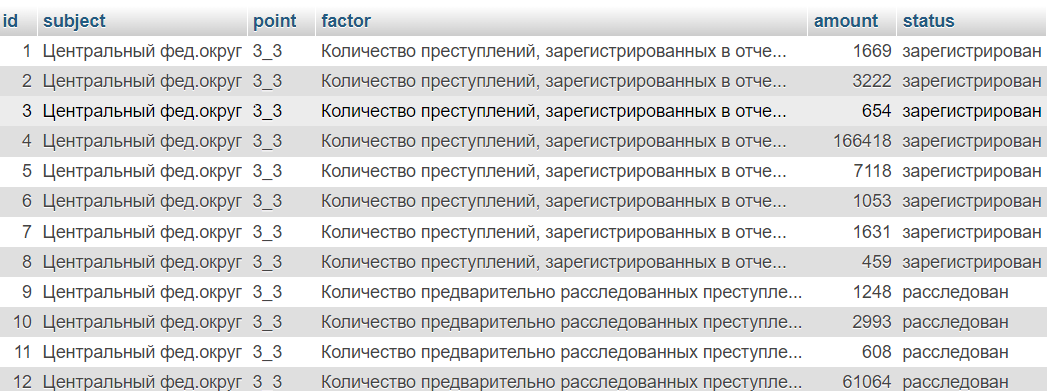 id subject point factor amount status
1 Центральный фед.округ 3_3 Количество преступлений, зарегистрированных в отче... 1669 зарегистрирован
2 Центральный фед.округ 3_3 Количество преступлений, зарегистрированных в отче... 3222 зарегистрирован
3 Центральный фед.округ 3_3 Количество преступлений, зарегистрированных в отче... 654 зарегистрирован
4 Центральный фед.округ 3_3 Количество преступлений, зарегистрированных в отче... 166418 зарегистрирован
5 Центральный фед.округ 3_3 Количество преступлений, зарегистрированных в отче... 7118 зарегистрирован
6 Центральный фед.округ 3_3 Количество преступлений, зарегистрированных в отче... 1053 зарегистрирован
7 Центральный фед.округ 3_3 Количество преступлений, зарегистрированных в отче... 1631 зарегистрирован
8 Центральный фед.округ 3_3 Количество преступлений, зарегистрированных в отче... 459 зарегистрирован
9 Центральный фед.округ 3_3 Количество предварительно расследованных преступле... 1248 расследован
10 Центральный фед.округ 3_3 Количество предварительно расследованных преступле... 2993 расследован
11 Центральный фед.округ 3_3 Количество предварительно расследованных преступле... 608 расследован
12 Центральный фед.округ 3_3 Количество предварительно расследованных преступле... 61064 расследован